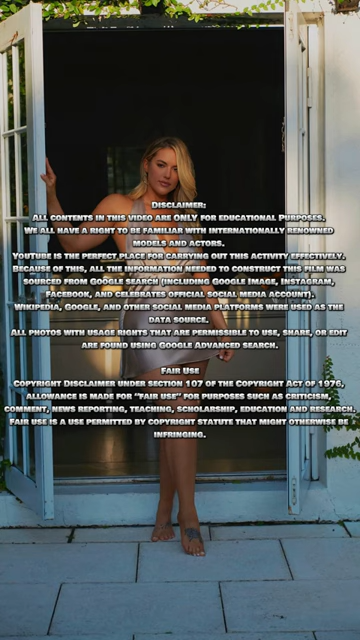 Disclaimer:
All contents in this video are ONLY for educational purposes.
We all have a right to be familiar with internationally renowned
models and actors.
YouTube is the perfect place for carrying out this activity effectively.
Because of this, all the information needed to construct this film was
sourced from Google search (including Google Image, Instagram,
Facebook, and celebrates official social media account).
Wikipedia, Google, and other social media platforms were used as the
data source.
All photos with usage rights that are permissible to use, share, or edit
are found using Google Advanced search.
Fair Use
Copyright Disclaimer under section 107 of the Copyright Act of 1976,
allowance is made for "fair use" for purposes such as criticism,
comment, news reporting, teaching, scholarship, education and research.
Fair use is a use permitted by copyright statute that might otherwise be
infringing.